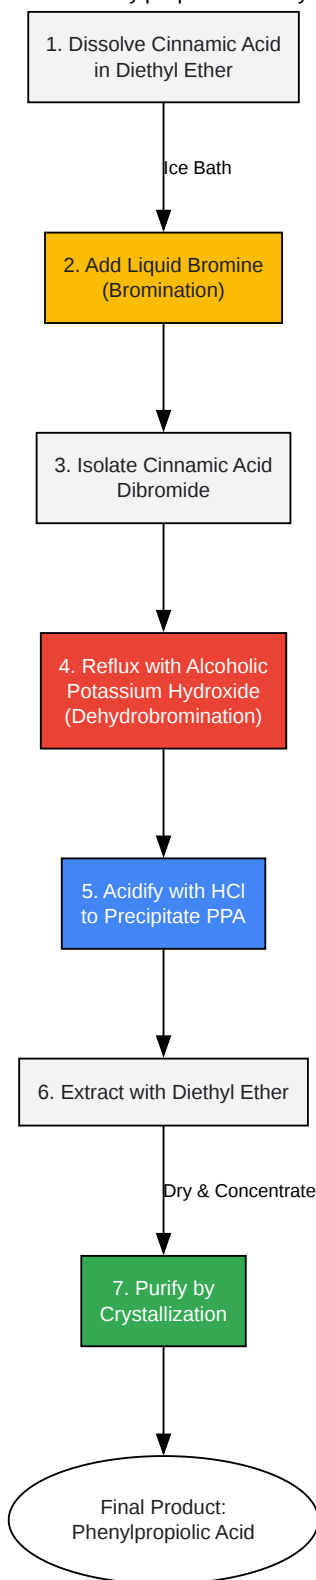 1. Dissolve Cinnamic Acid
in Diethyl Ether
Ice Bath
2. Add Liquid Bromine
(Bromination)
3. Isolate Cinnamic Acid
Dibromide
4. Reflux with Alcoholic
Potassium Hydroxide
(Dehydrobromination)
5. Acidify with HCl
to Precipitate PPA
6. Extract with Diethyl Ether
Dry & Concentrate
7. Purify by
Crystallization
Final Product:
Phenylpropiolic Acid